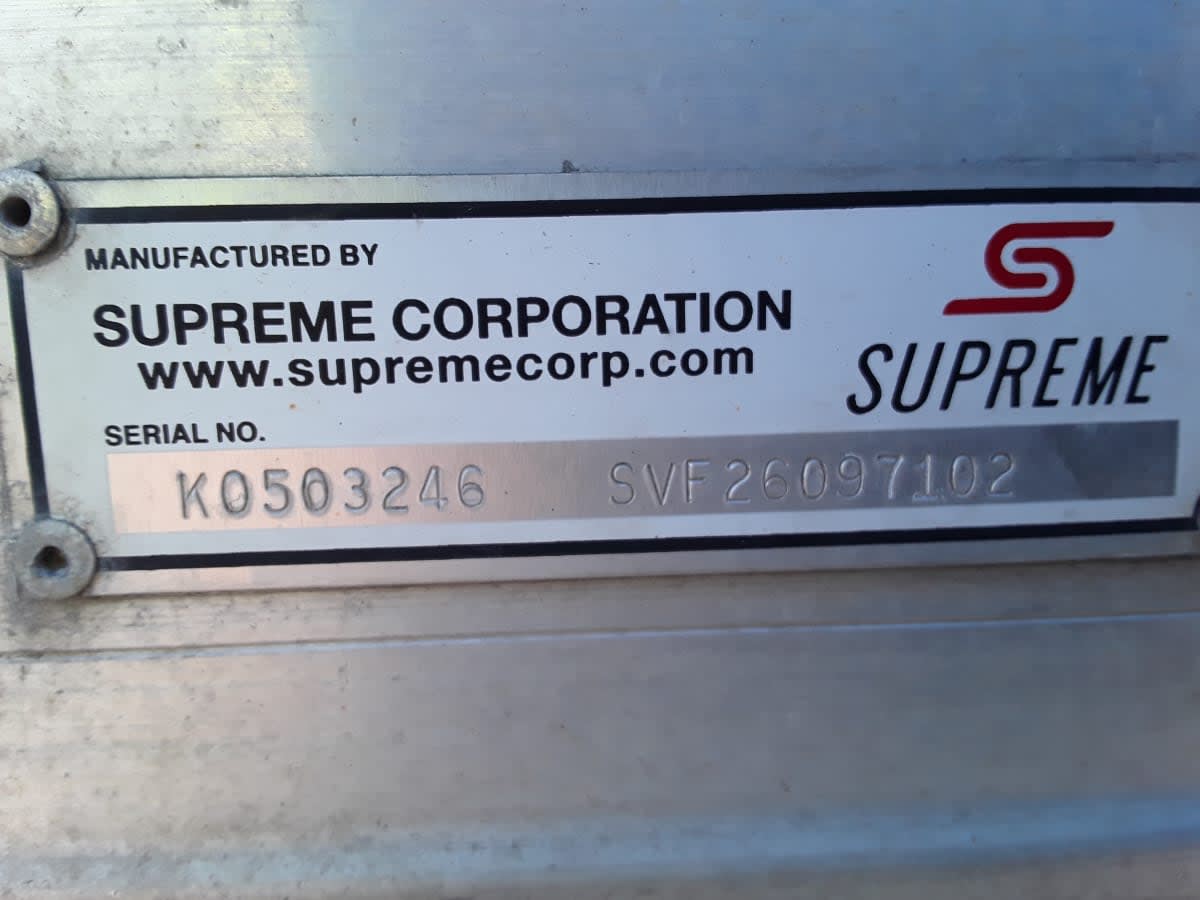 MANUFACTURED BY
SUPREME CORPORATION
www.supremecorp.com
SUPREME
SERIAL NO.
K0503246 SVF26097102